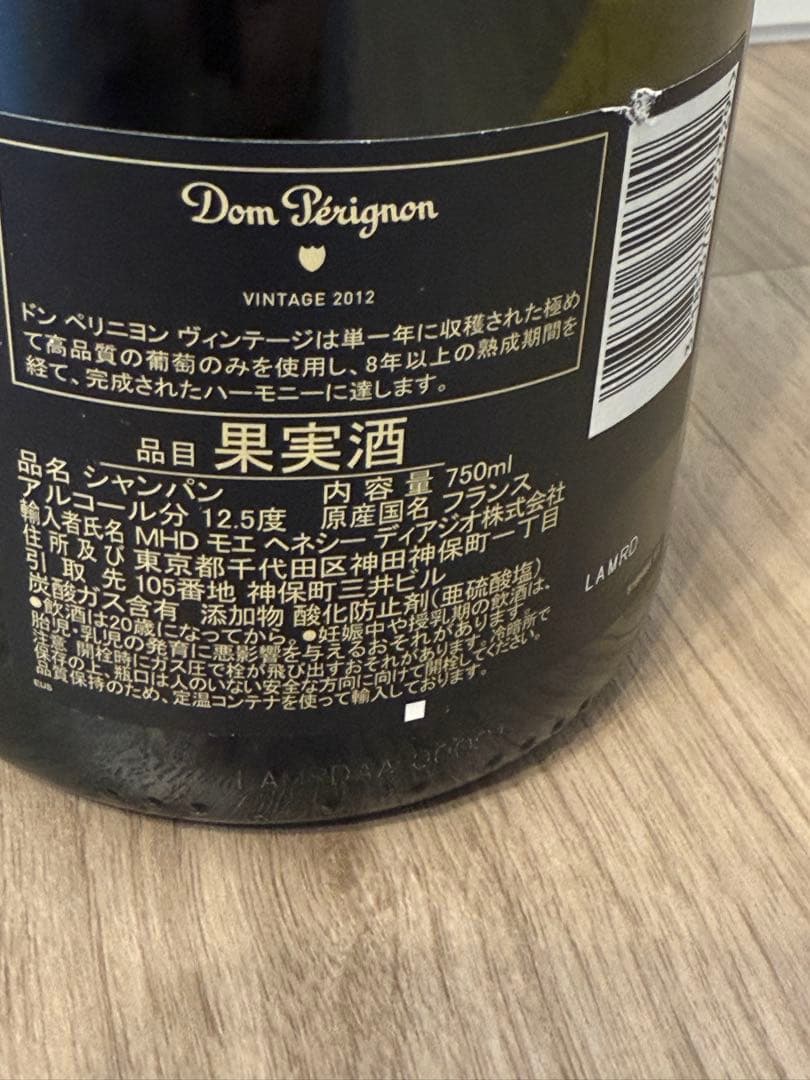 Dom Pérignon
VINTAGE 2012
ドン ペリニヨン ヴィンテージは単一年に収穫された極め
て高品質の葡萄のみを使用し、8年以上の熟成期間を
経て、完成されたハーモニーに達します。
品目 果実酒
品名 シャンパン 内容量 750ml
アルコール分 12.5度 原産国名 フランス
輸入者氏名 MHD モエ ヘネシー ディアジオ株式会社
住所及び 東京都千代田区神田神保町一丁目
引取先 105番地 神保町三井ビル
炭酸ガス含有 添加物 酸化防止剤(亜硫酸塩)
●飲酒は20歳になってから。●妊娠中や授乳期の飲酒は、
胎児・乳児の発育に悪影響を与えるおそれがあります。
注意 開栓時にガス圧で栓が飛び出すおそれがあります。冷暗所で
保存の上、瓶口は人のいない安全な方向に向けて開栓してください。
品質保持のため、定温コンテナを使って輸入しております。
EUS
LAMRD